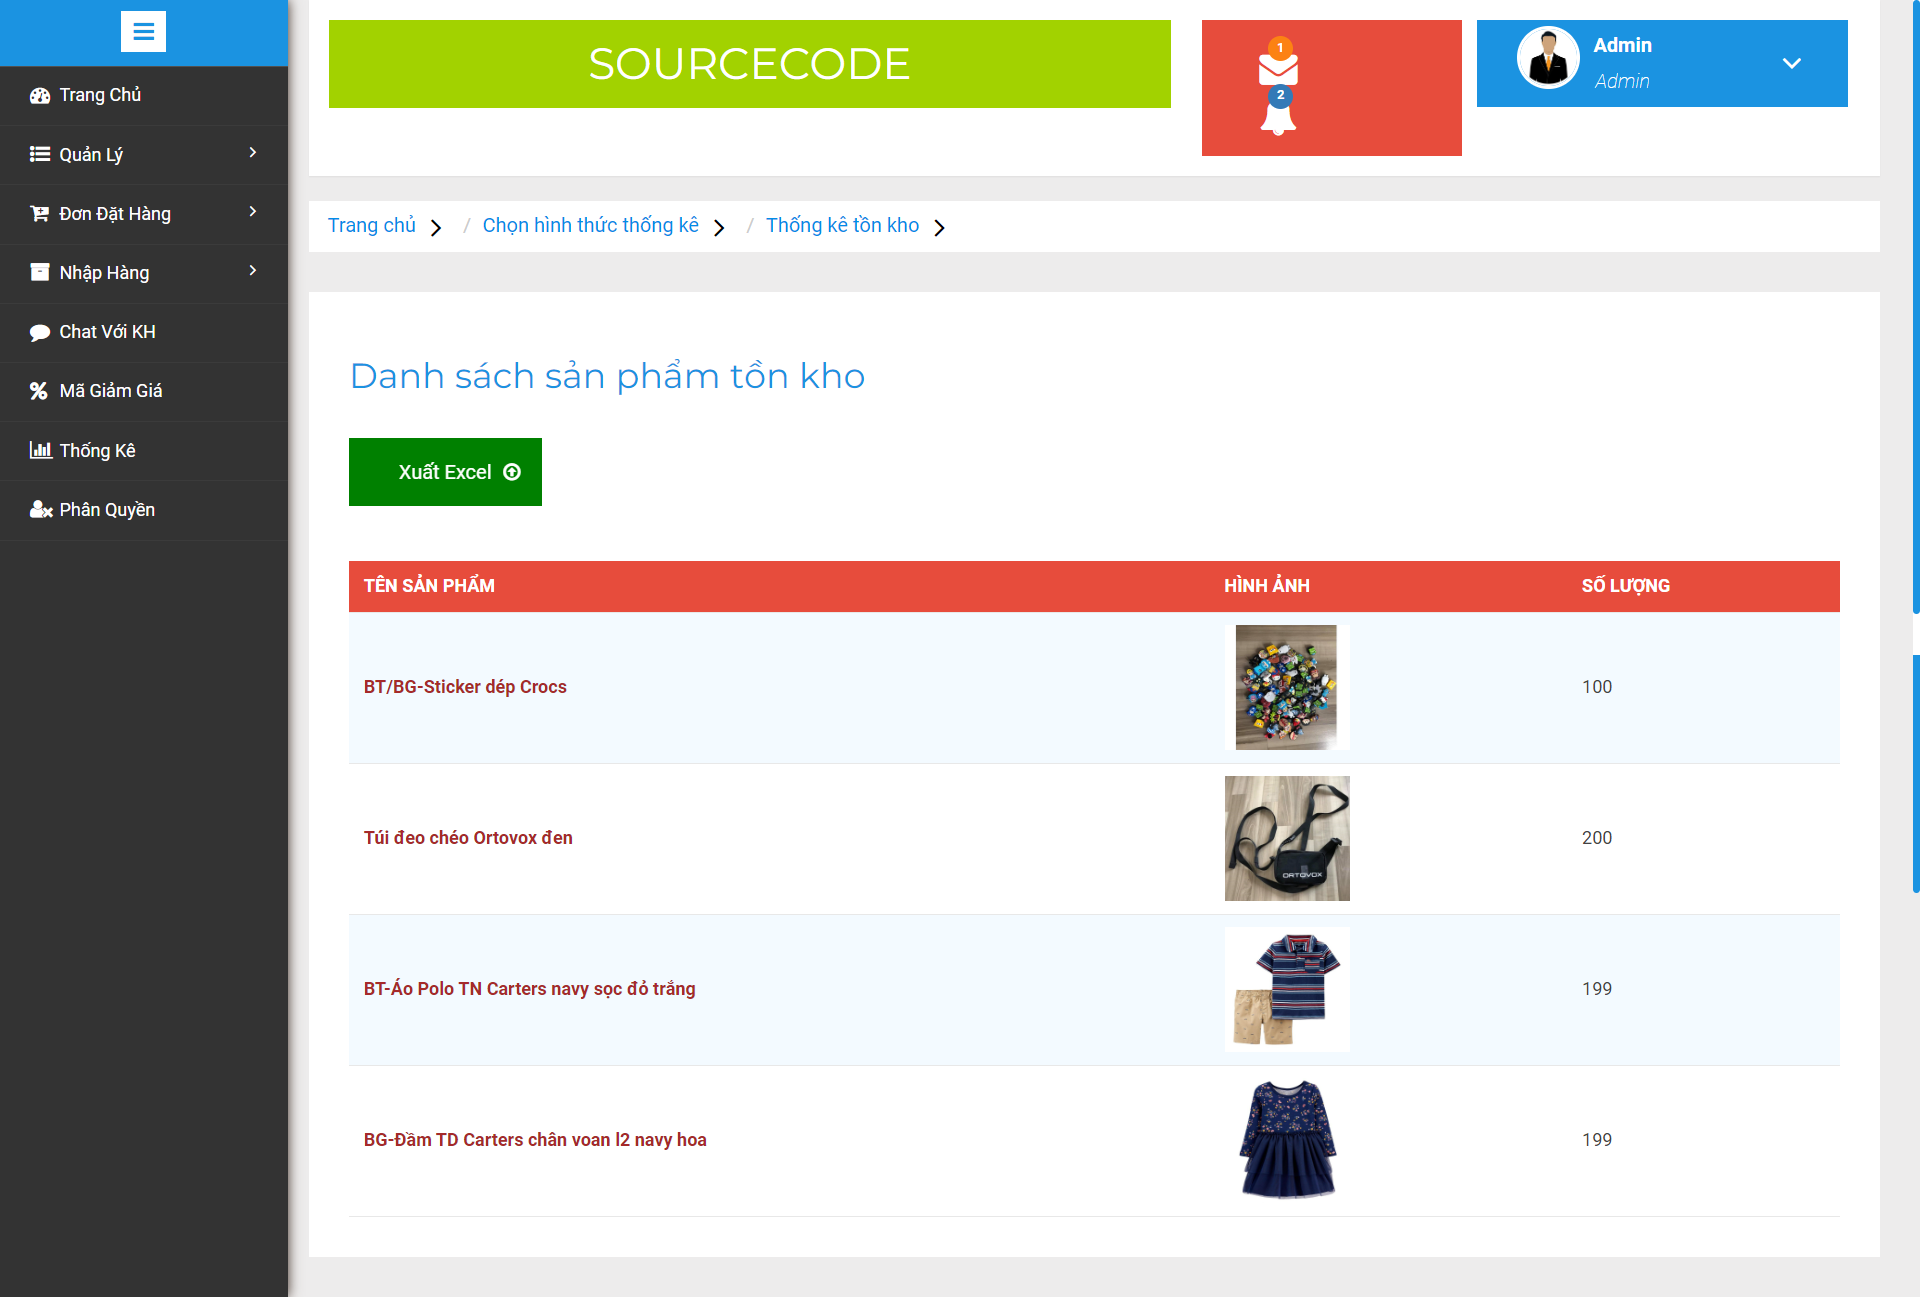 SOURCECODE
1
2
Admin
Admin
Trang Chủ
Quản Lý
Đơn Đặt Hàng
Nhập Hàng
Chat Với KH
Mã Giảm Giá
Thống Kê
Phân Quyền
Trang chủ / Chọn hình thức thống kê / Thống kê tồn kho
Danh sách sản phẩm tồn kho
Xuất Excel
TÊN SẢN PHẨM HÌNH ẢNH SỐ LƯỢNG
BT/BG-Sticker dép Crocs 100
Túi đeo chéo Ortovox đen 200
ORTOVOX
BT-Áo Polo TN Carters navy sọc đỏ trắng 199
BG-Đầm TD Carters chân voan l2 navy hoa 199